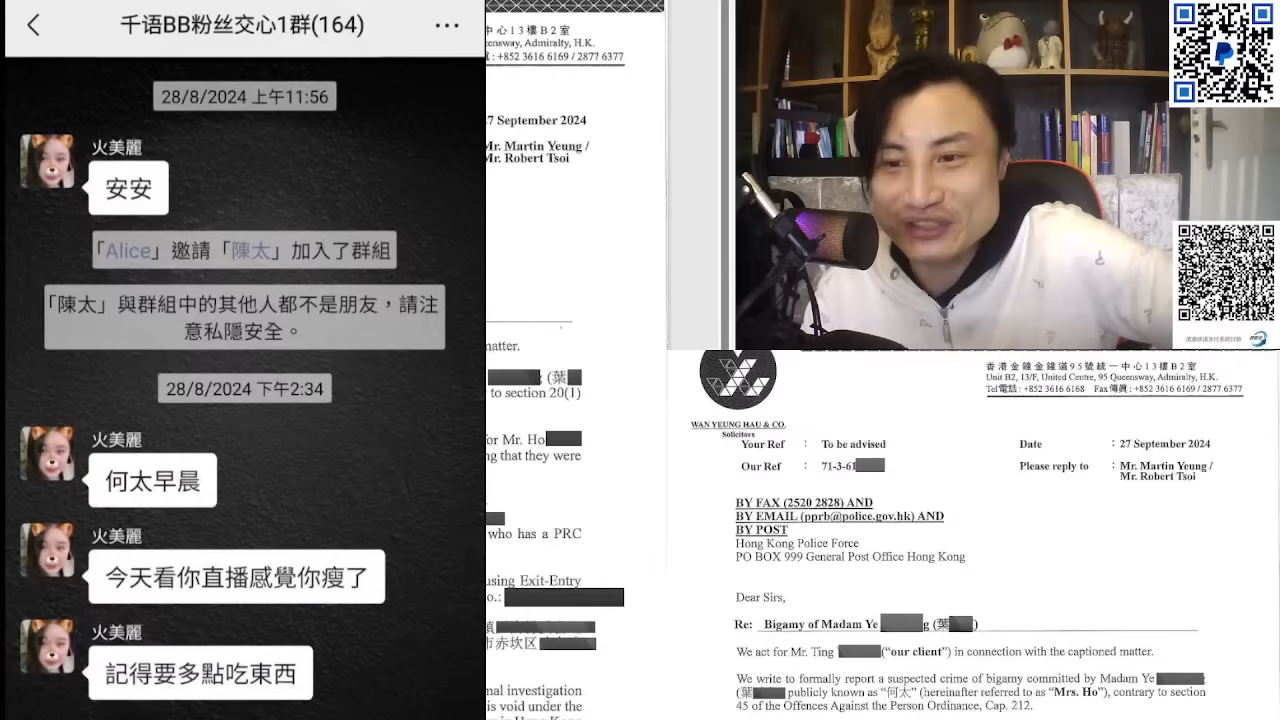 千语BB粉丝交心1群(164)
28/8/2024 上午11:56
火美麗
安安
「Alice」邀請「陳太」加入了群組
「陳太」與群組中的其他人都不是朋友，請注
意私隱安全。
28/8/2024 下午2:34
火美麗
何太早晨
火美麗
今天看你直播感覺你瘦了
火美麗
記得要多點吃東西
中心13樓B2室
ensway, Admiralty, H.K.
: +852 3616 6169 / 2877 6377
27 September 2024
Mr. Martin Yeung /
Mr. Robert Tsoi
matter.
(葉
to section 20(1)
for Mr. Ho
ng that they were
who has a PRC
using Exit-Entry
o.:
市赤坎区
nal investigation
is void under the
WAN YEUNG HAU & CO.
Solicitors
香港金鐘金鐘道95號統一中心13樓B2室
Unit B2, 13/F, United Centre, 95 Queensway, Admiralty, H.K.
Tel電話: +852 3616 6168 Fax傳真: +852 3616 6169 / 2877 6377
Your Ref : To be advised
Our Ref : 71-3-61
Date : 27 September 2024
Please reply to : Mr. Martin Yeung /
Mr. Robert Tsoi
BY FAX (2520 2828) AND
BY EMAIL (pprb@police.gov.hk) AND
BY POST
Hong Kong Police Force
PO BOX 999 General Post Office Hong Kong
Dear Sirs,
Re: Bigamy of Madam Ye g (葉 )
We act for Mr. Ting ("our client") in connection with the captioned matter.
We write to formally report a suspected crime of bigamy committed by Madam Ye
(葉 publicly known as "何太" (hereinafter referred to as "Mrs. Ho"), contrary to section
45 of the Offences Against the Person Ordinance, Cap. 212.